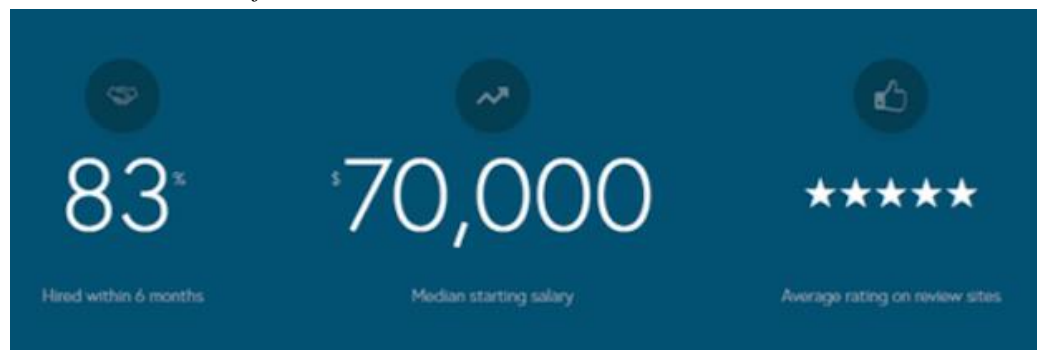 83%
$70,000
★★★★★
Hired within 6 months
Median starting salary
Average rating on review sites